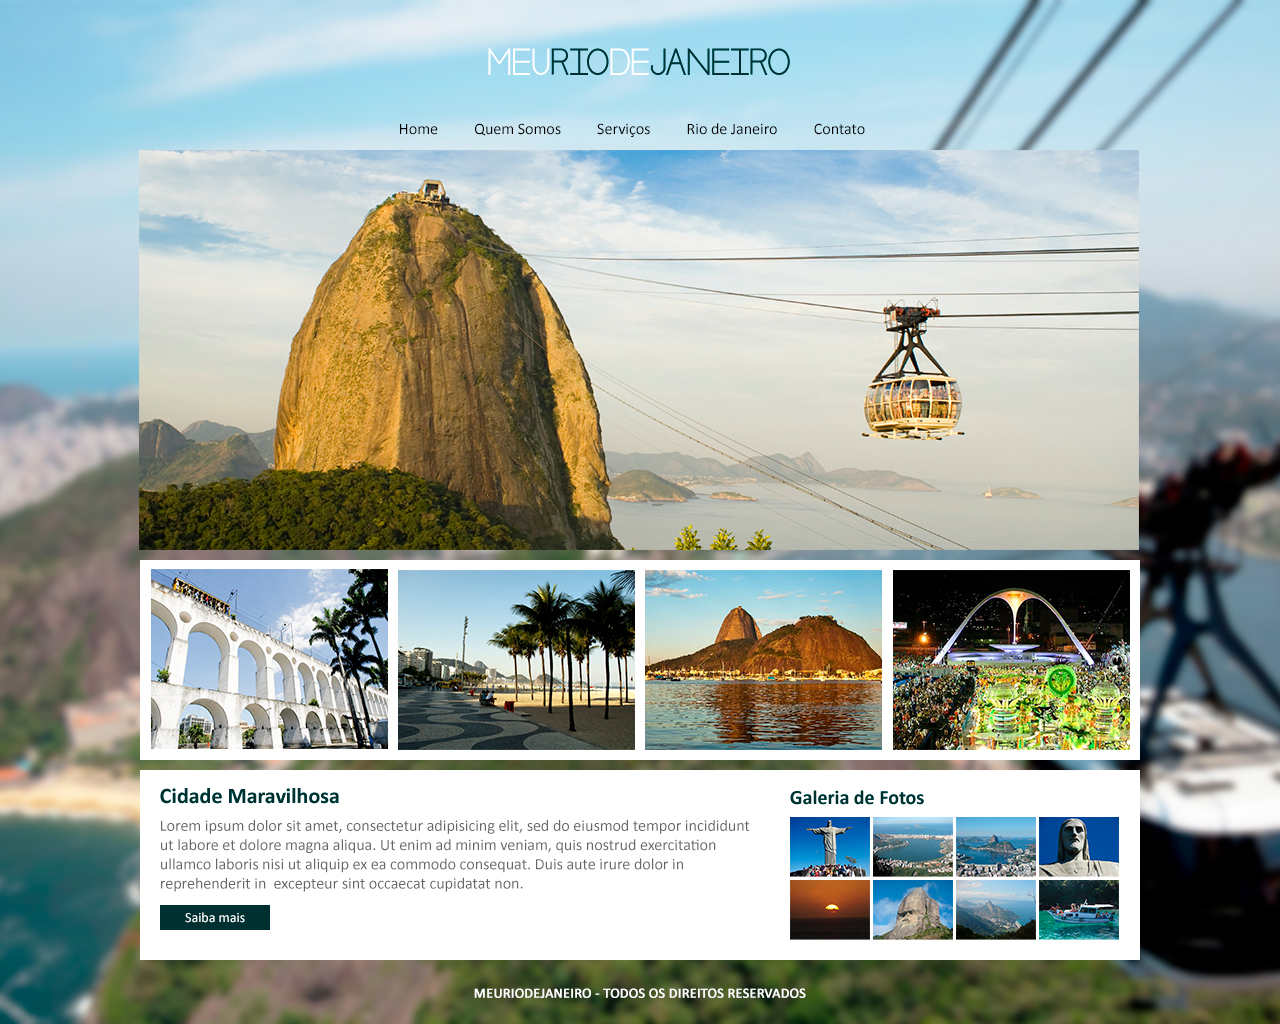 MEURIODEJANEIRO
Home Quem Somos Serviços Rio de Janeiro Contato
Cidade Maravilhosa
Lorem ipsum dolor sit amet, consectetur adipisicing elit, sed do eiusmod tempor incididunt
ut labore et dolore magna aliqua. Ut enim ad minim veniam, quis nostrud exercitation
ullamco laboris nisi ut aliquip ex ea commodo consequat. Duis aute irure dolor in
reprehenderit in  excepteur sint occaecat cupidatat non.
Saiba mais
Galeria de Fotos
MEURIODEJANEIRO - TODOS OS DIREITOS RESERVADOS